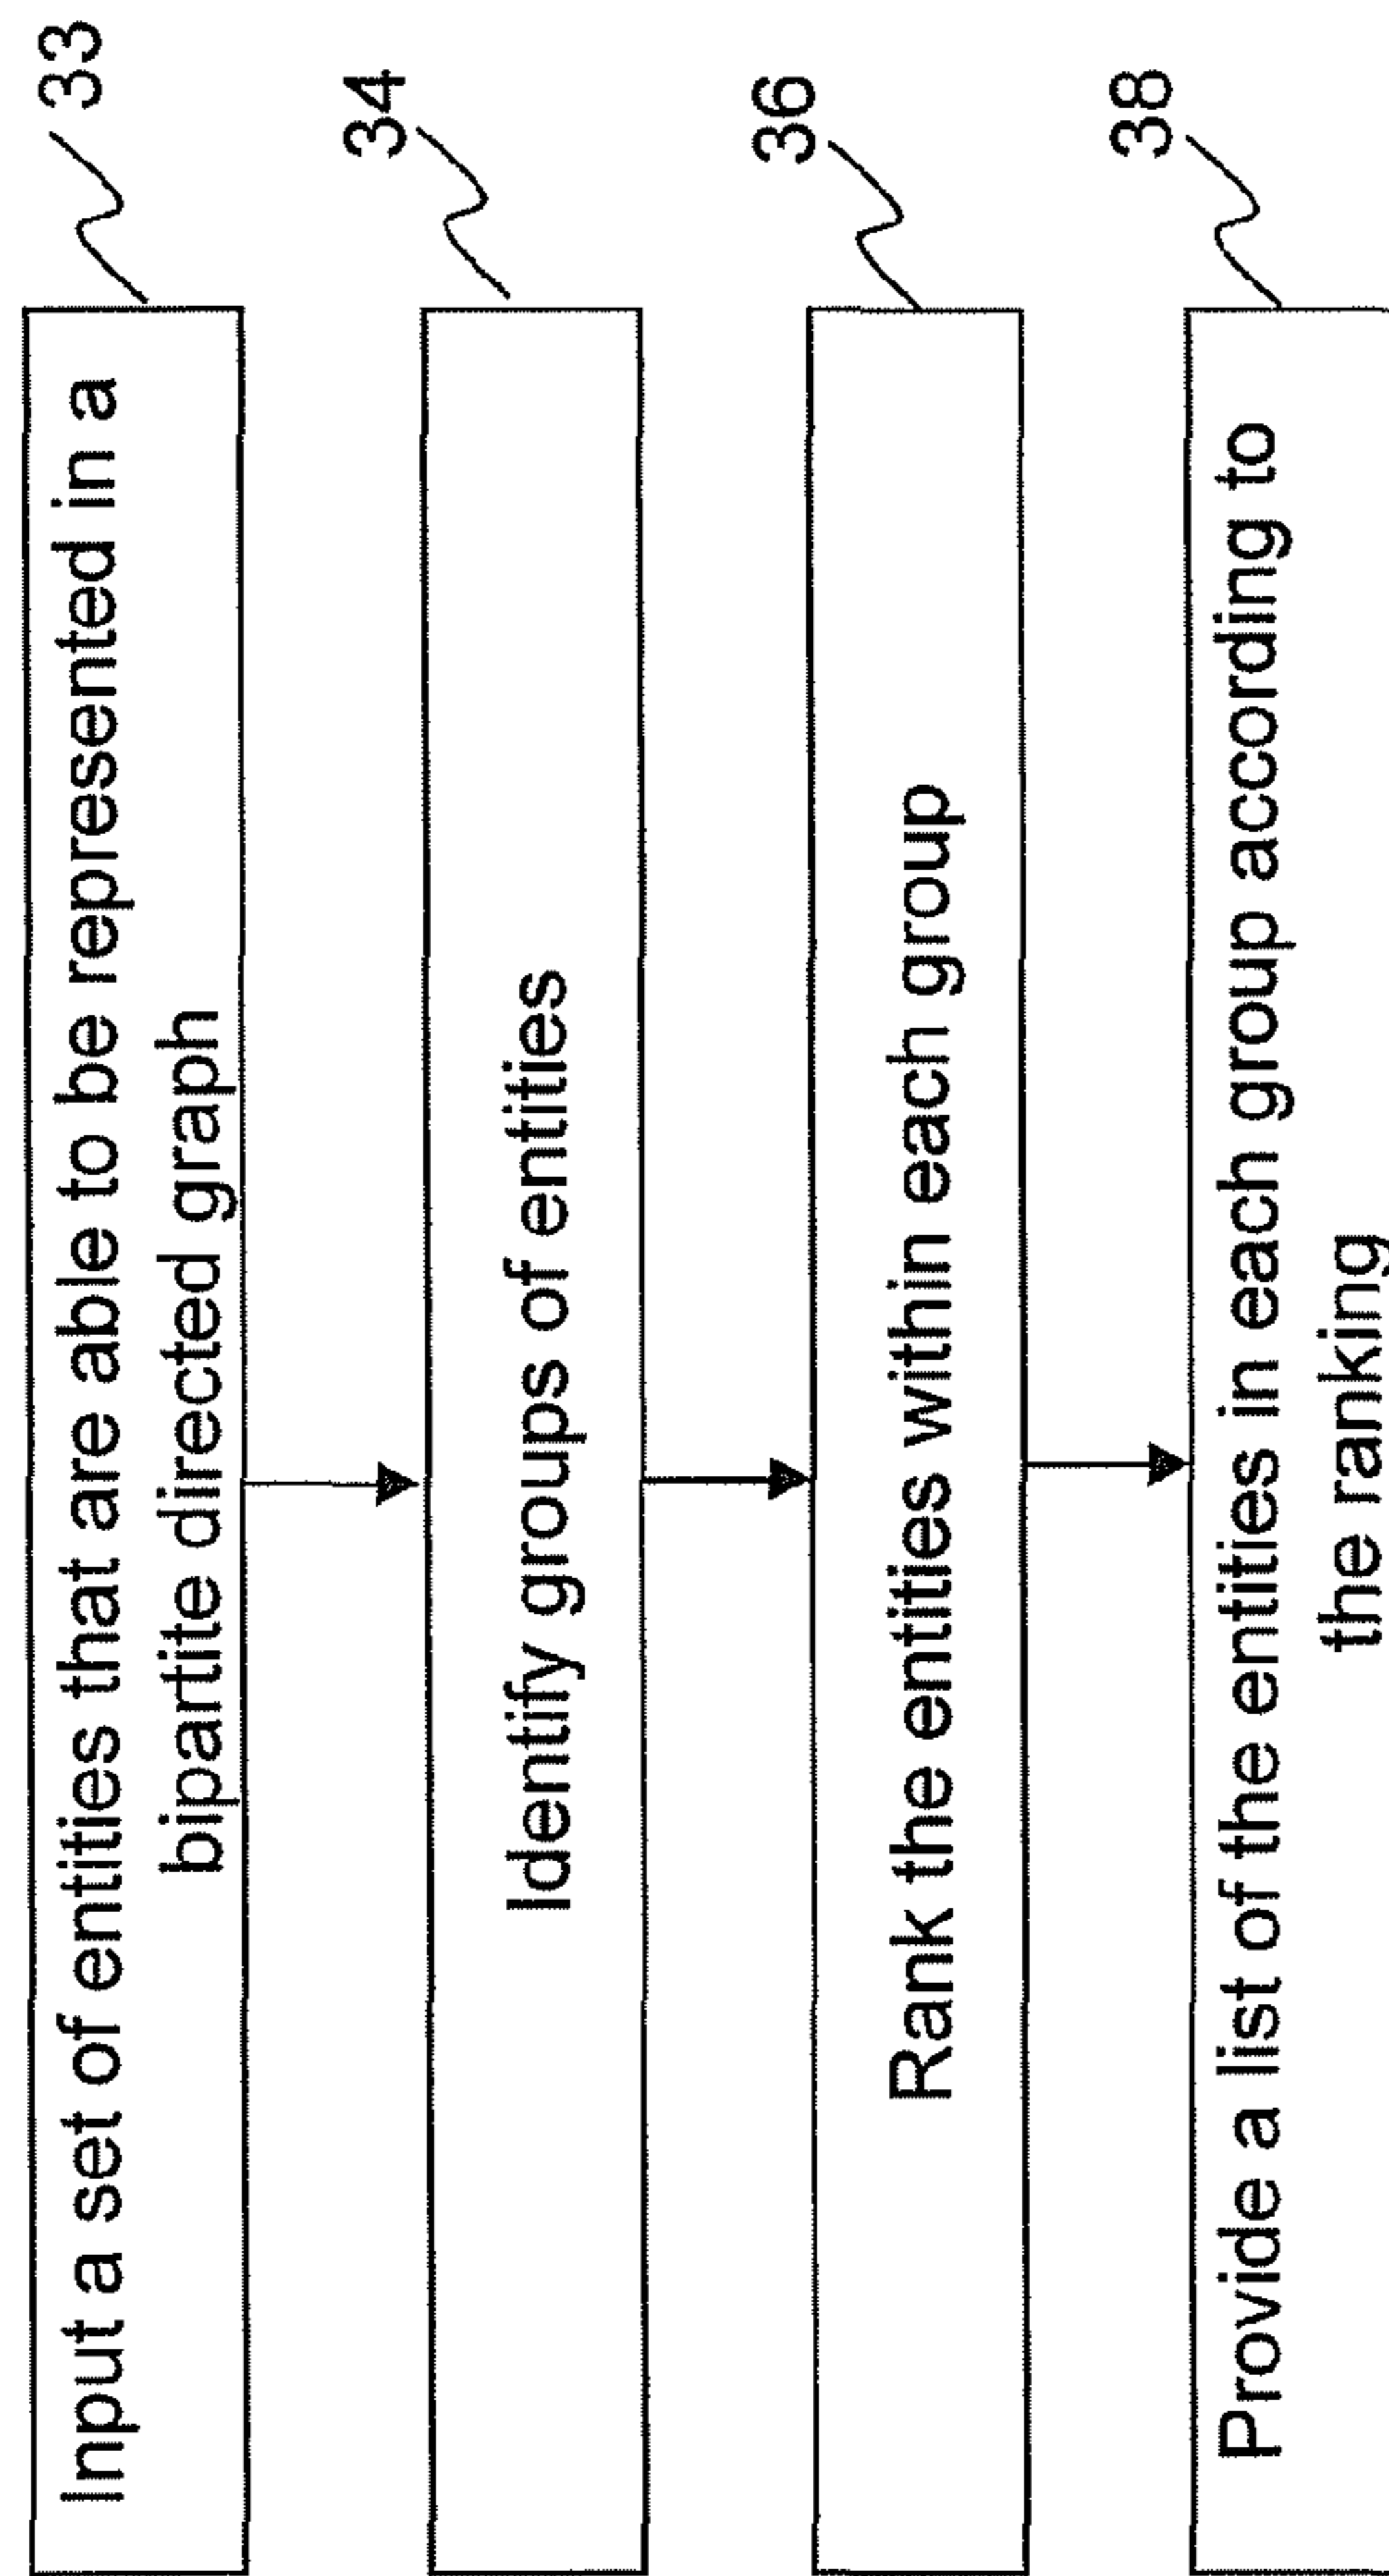 Input a set of entities that are able to be represented in a
bipartite directed graph
33
Identify groups of entities
34
Rank the entities within each group
36
Provide a list of the entities in each group according to
the ranking
38